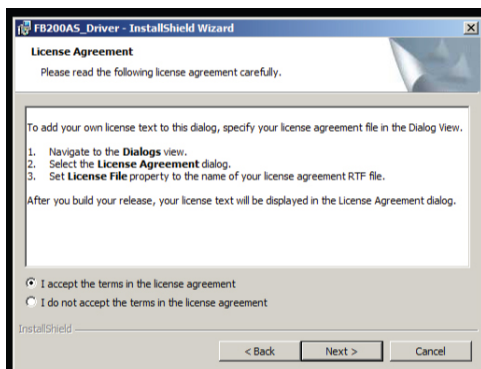 FB200AS_Driver - InstallShield Wizard
License Agreement
Please read the following license agreement carefully.
To add your own license text to this dialog, specify your license agreement file in the Dialog View.
1. Navigate to the Dialogs view.
2. Select the License Agreement dialog.
3. Set License File property to the name of your license agreement RTF file.
After you build your release, your license text will be displayed in the License Agreement dialog.
I accept the terms in the license agreement
I do not accept the terms in the license agreement
InstallShield
< Back Next > Cancel